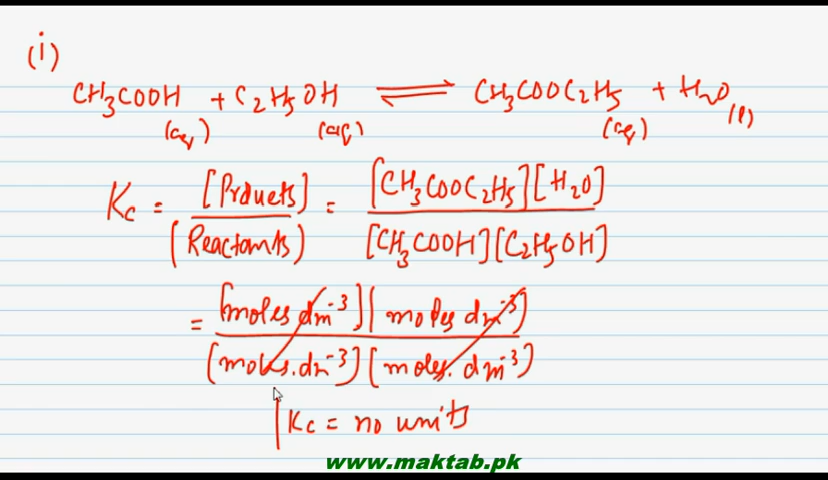 (i)
CH3COOH + C2H5OH ⇌ CH3COOC2H5 + H2O
(aq) (aq) (aq) (l)
Kc = [Prducts] = [CH3COOC2H5][H2O]
(Reactants) [CH3COOH][C2H5OH]
= [moles dm-3][moles dm-3]
(moles.dm-3)(moles.dm-3)
Kc = no units
www.maktab.pk